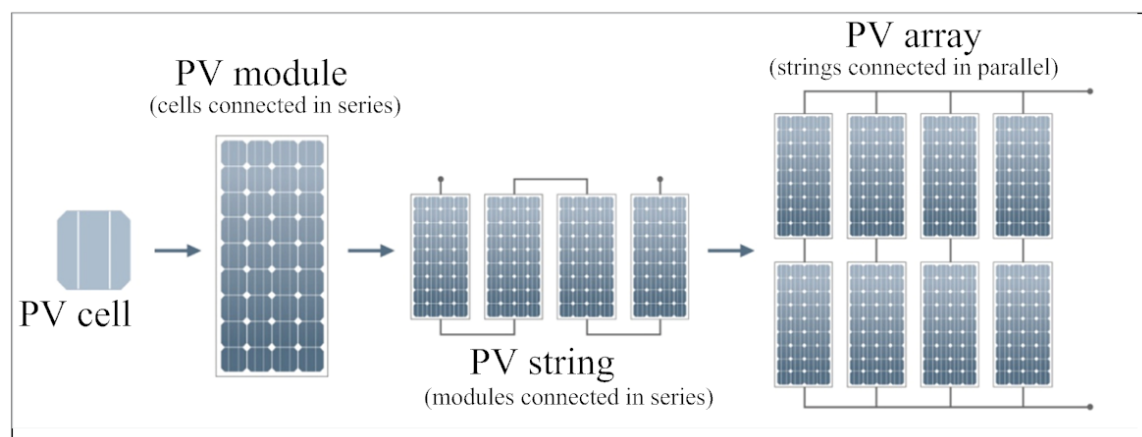 PV cell
PV module
(cells connected in series)
PV string
(modules connected in series)
PV array
(strings connected in parallel)